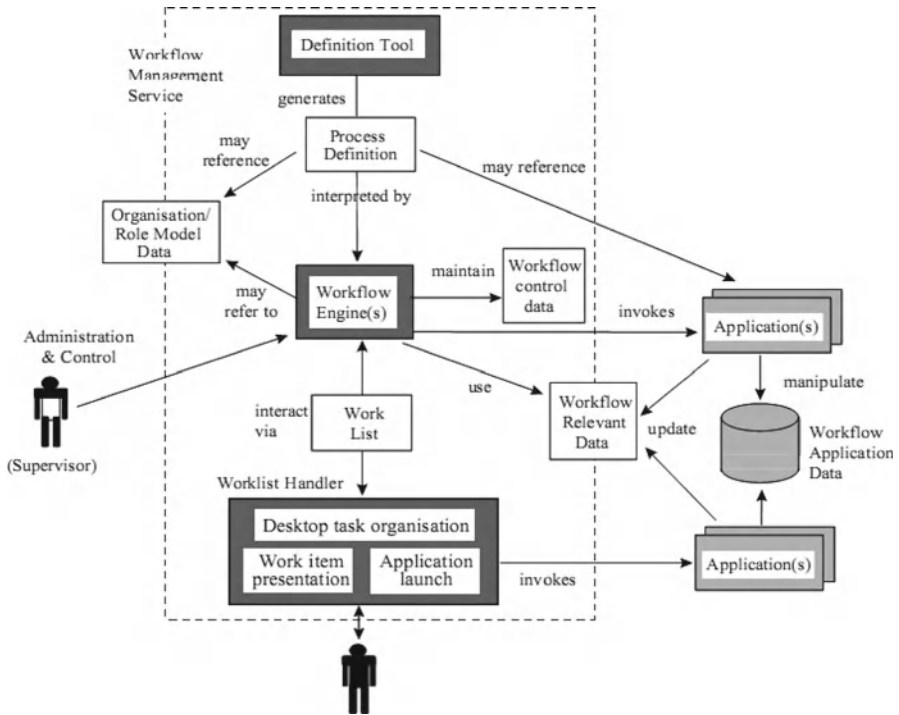 Definition Tool
Workflow
Management
Service
generates
may
reference
Process
Definition
may reference
interpreted by
Organisation/
Role Model
Data
may
refer to
Workflow
Engine(s)
maintain
Workflow
control
data
invokes
Application(s)
Administration
& Control
(Supervisor)
interact
via
Work
List
use
Workflow
Relevant
Data
update
manipulate
Workflow
Application
Data
Worklist Handler
Desktop task organisation
Work item
presentation
Application
launch
invokes
Application(s)